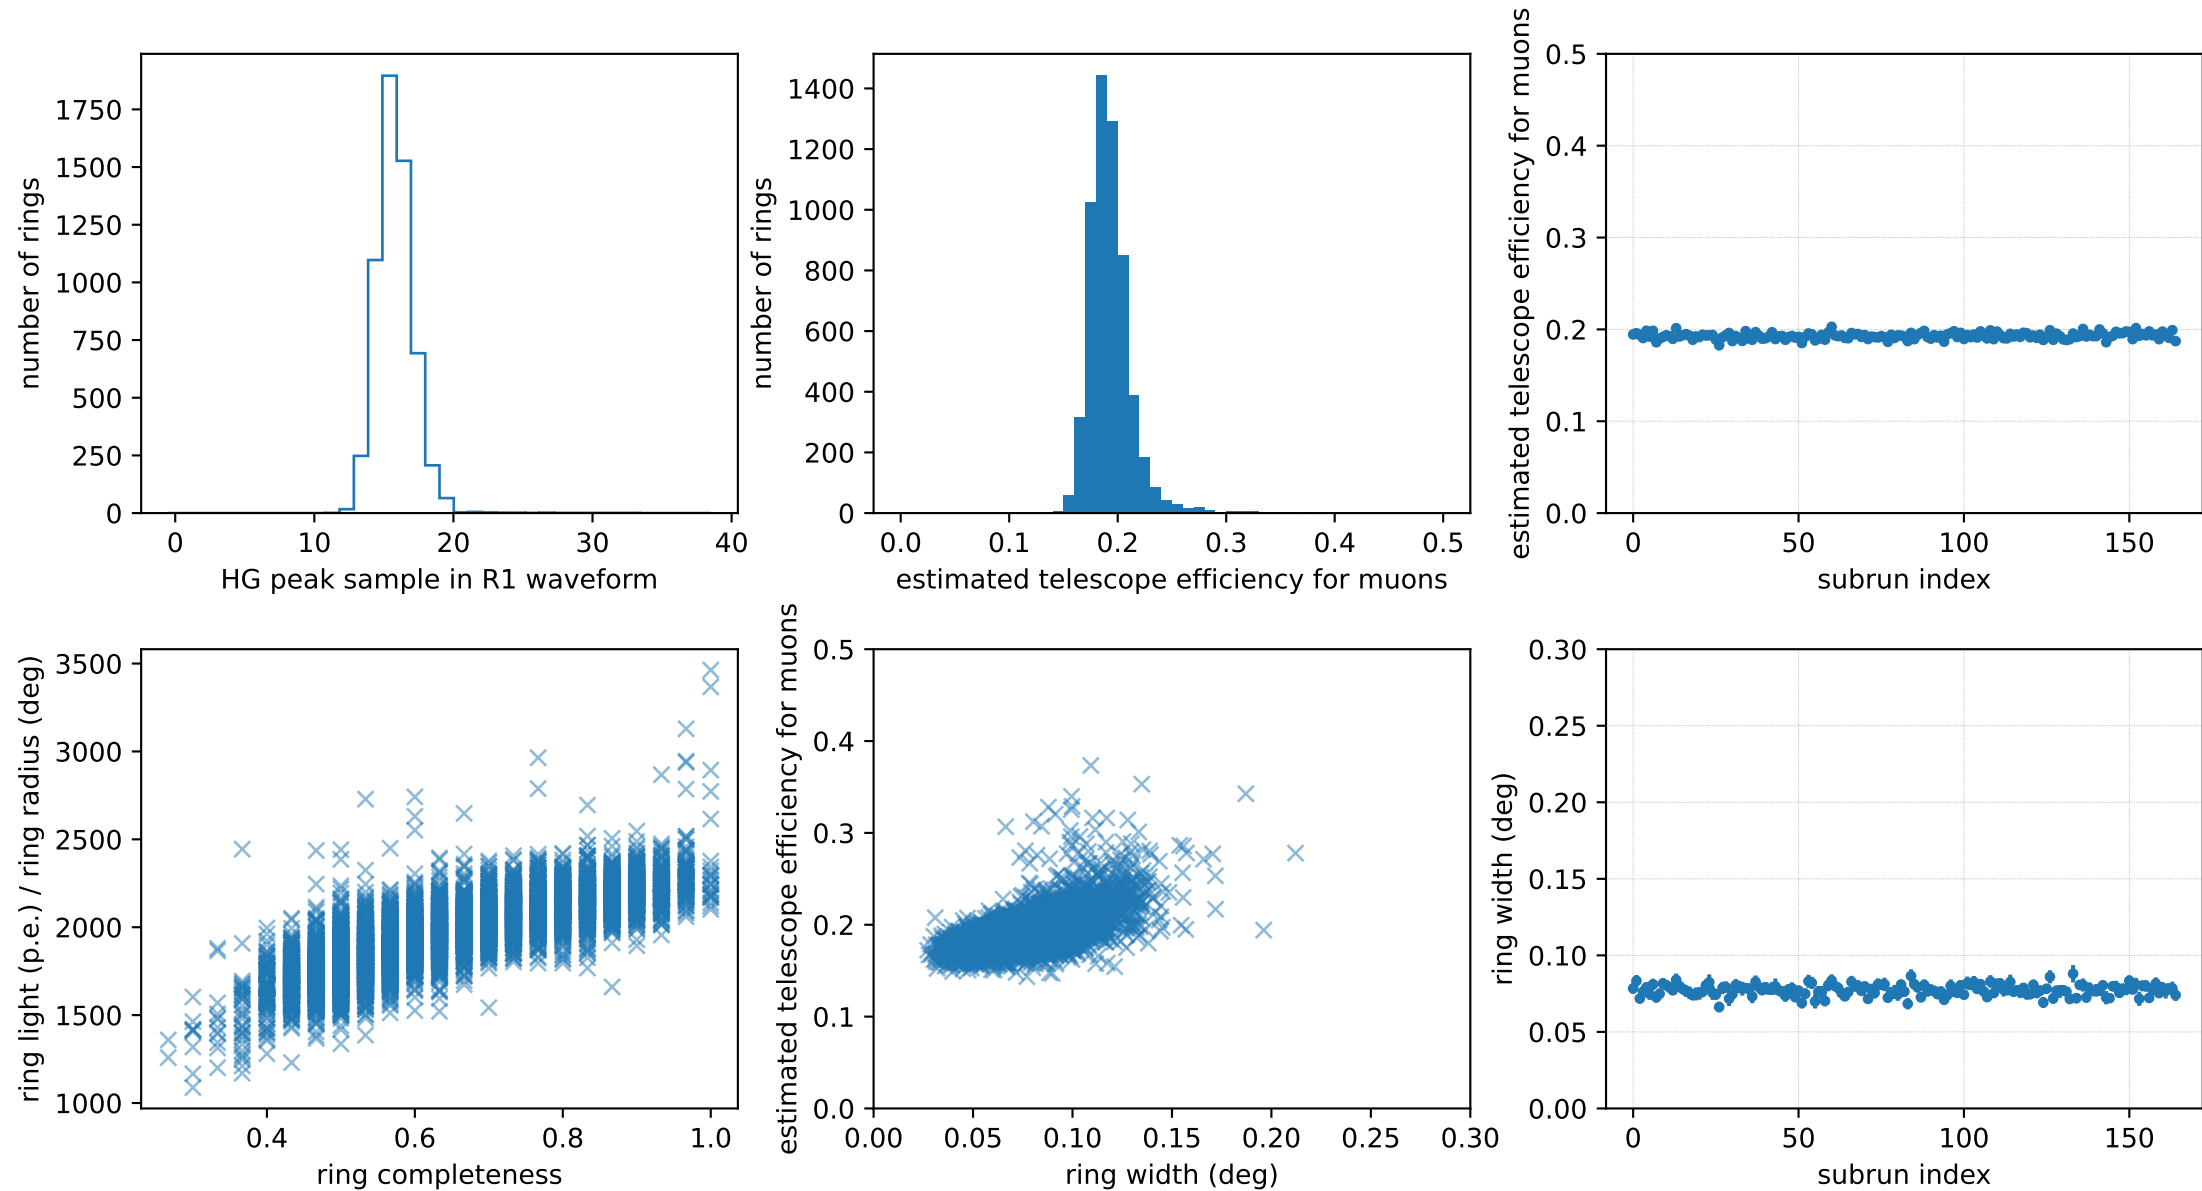 number of rings
1750
1500
1250
1000
750
500
250
0
0 10 20 30 40
HG peak sample in R1 waveform
number of rings
1400
1200
1000
800
600
400
200
0
0.0 0.1 0.2 0.3 0.4 0.5
estimated telescope efficiency for muons
estimated telescope efficiency for muons
0.5
0.4
0.3
0.2
0.1
0.0
0 50 100 150
subrun index
ring light (p.e.) / ring radius (deg)
3500
3000
2500
2000
1500
1000
0.4 0.6 0.8 1.0
ring completeness
estimated telescope efficiency for muons
0.5
0.4
0.3
0.2
0.1
0.0
0.00 0.05 0.10 0.15 0.20 0.25 0.30
ring width (deg)
ring width (deg)
0.30
0.25
0.20
0.15
0.10
0.05
0.00
0 50 100 150
subrun index